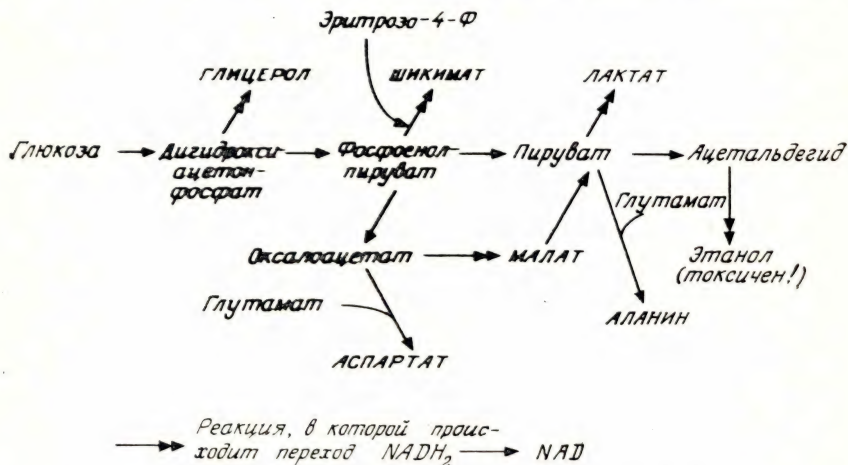 Эритрозо-4-Ф
ГЛИЦЕРОЛ
ШИКИМАТ
ЛАКТАТ
Глюкоза
Дигидрокси-
ацетон-
фосфат
Фосфоенол-
пируват
Пируват
Ацетальдегид
Глутамат
Оксалоацетат
МАЛАТ
Этанол
(токсичен!)
Глутамат
АЛАНИН
АСПАРТАТ
Реакция, в которой проис-
ходит переход NADH₂ → NAD